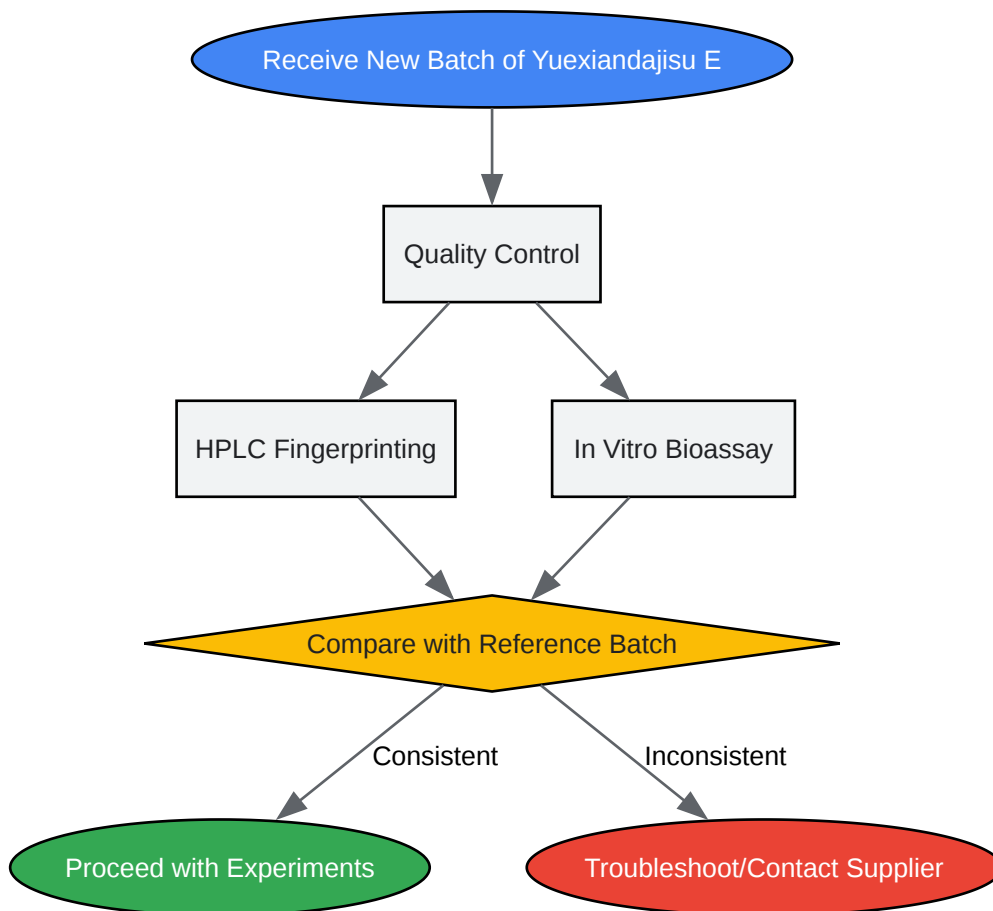 Receive New Batch of Yuexiandajisu E
Quality Control
HPLC Fingerprinting
In Vitro Bioassay
Compare with Reference Batch
Consistent
Inconsistent
Proceed with Experiments
Troubleshoot/Contact Supplier